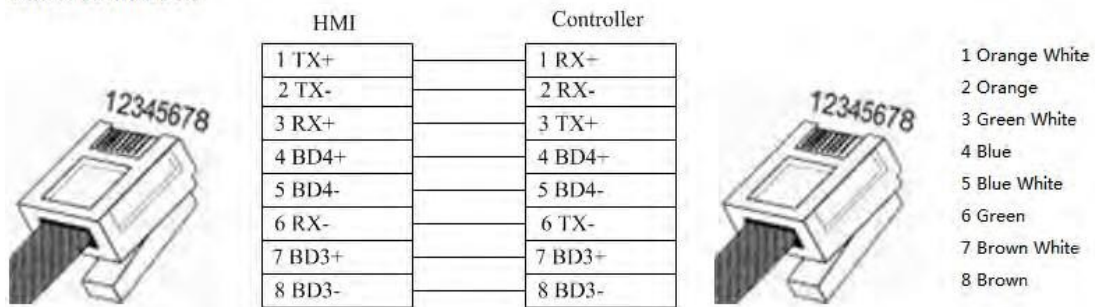 HMI
Controller
1 TX+
1 RX+
2 TX-
2 RX-
3 RX+
3 TX+
4 BD4+
4 BD4+
5 BD4-
5 BD4-
6 RX-
6 TX-
7 BD3+
7 BD3+
8 BD3-
8 BD3-
12345678
12345678
1 Orange White
2 Orange
3 Green White
4 Blue
5 Blue White
6 Green
7 Brown White
8 Brown